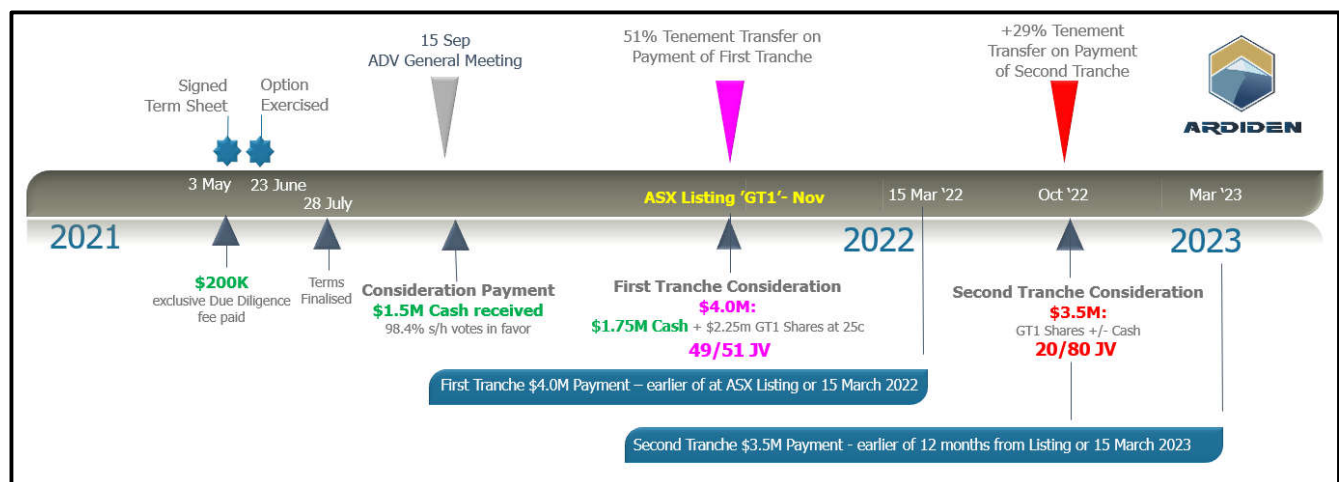 15 Sep
ADV General Meeting
51% Tenement Transfer on
Payment of First Tranche
+29% Tenement
Transfer on Payment
of Second Tranche
Signed
Term Sheet
Option
Exercised
ARDIDEN
3 May
23 June
28 July
ASX Listing 'GT1'- Nov
15 Mar '22
Oct '22
Mar '23
2021
2022
2023
$200K
exclusive Due Diligence
fee paid
Terms
Finalised
Consideration Payment
$1.5M Cash received
98.4% s/h votes in favor
First Tranche Consideration
$4.0M:
$1.75M Cash + $2.25m GT1 Shares at 25c
49/51 JV
Second Tranche Consideration
$3.5M:
GT1 Shares +/- Cash
20/80 JV
First Tranche $4.0M Payment – earlier of at ASX Listing or 15 March 2022
Second Tranche $3.5M Payment - earlier of 12 months from Listing or 15 March 2023